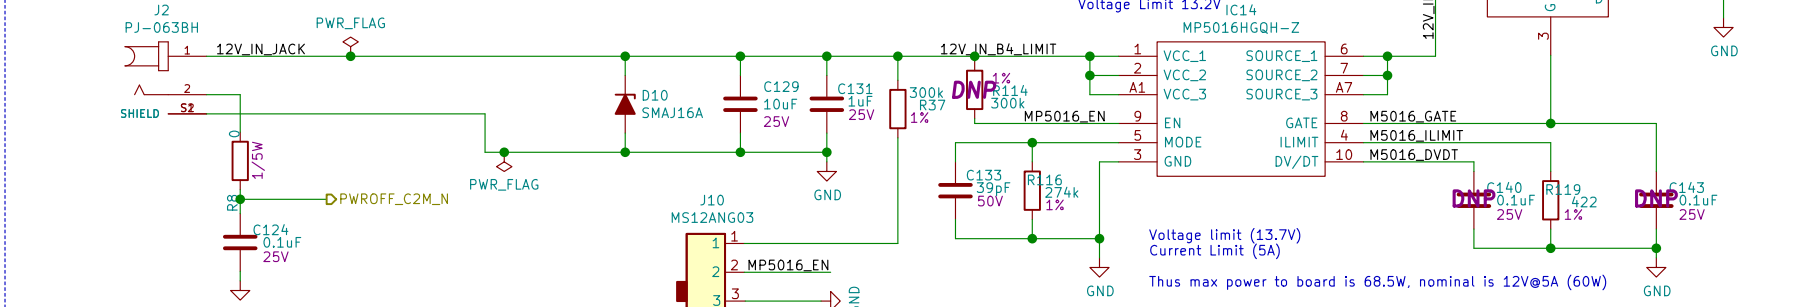 Voltage Limit 13.2V
J2
PJ-063BH
1
2
SHIELD
S2
12V_IN_JACK
PWR_FLAG
0
1/5W
R8
PWROFF_C2M_N
C124
0.1uF
25V
PWR_FLAG
D10
SMAJ16A
C129
10uF
25V
C131
1uF
25V
GND
300k
R37
1%
12V_IN_B4_LIMIT
1%
DNP
R114
300k
MP5016_EN
J10
MS12ANG03
1 1
2 2
3 3
MP5016_EN
GND
C133
39pF
50V
R116
274k
1%
GND
IC14
MP5016HGQH-Z
1 VCC_1 SOURCE_1 6
2 VCC_2 SOURCE_2 7
A1 VCC_3 SOURCE_3 A7
9 EN GATE 8
5 MODE ILIMIT 4
3 GND DV/DT 10
M5016_GATE
M5016_ILIMIT
M5016_DVDT
12V_I
G
3
GND
DNP
C140
0.1uF
25V
R119
422
1%
DNP
C143
0.1uF
25V
GND
Voltage limit (13.7V)
Current Limit (5A)
Thus max power to board is 68.5W, nominal is 12V@5A (60W)